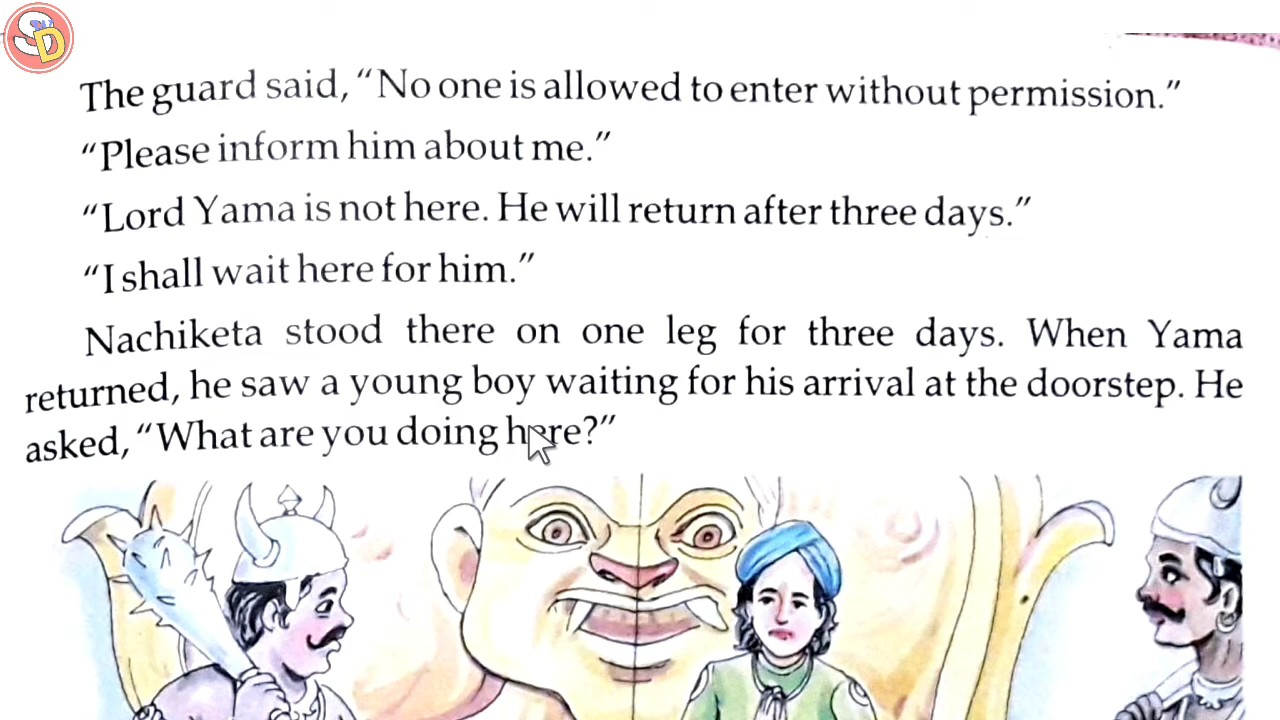 SD
The guard said, “No one is allowed to enter without permission.”
“Please inform him about me.”
“Lord Yama is not here. He will return after three days.”
“I shall wait here for him.”
Nachiketa stood there on one leg for three days. When Yama
returned, he saw a young boy waiting for his arrival at the doorstep. He
asked, “What are you doing here?”